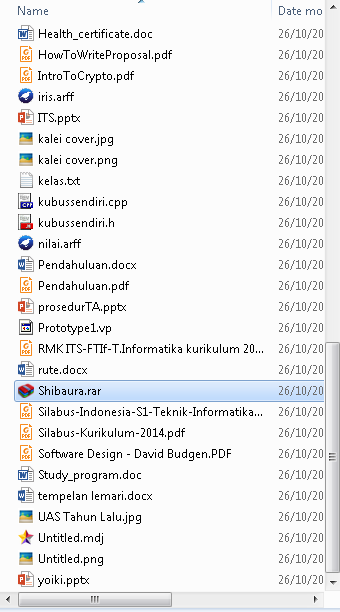 Name Date mo
Health_certificate.doc 26/10/20
HowToWriteProposal.pdf 26/10/20
IntroToCrypto.pdf 26/10/20
iris.arff 26/10/20
ITS.pptx 26/10/20
kalei cover.jpg 26/10/20
kalei cover.png 26/10/20
kelas.txt 26/10/20
kubussendiri.cpp 26/10/20
kubussendiri.h 26/10/20
nilai.arff 26/10/20
Pendahuluan.docx 26/10/20
Pendahuluan.pdf 26/10/20
prosedurTA.pptx 26/10/20
Prototype1.vp 26/10/20
RMK ITS-FTIf-T.Informatika kurikulum 20... 26/10/20
rute.docx 26/10/20
Shibaura.rar 26/10/20
Silabus-Indonesia-S1-Teknik-Informatika... 26/10/20
Silabus-Kurikulum-2014.pdf 26/10/20
Software Design - David Budgen.PDF 26/10/20
Study_program.doc 26/10/20
tempelan lemari.docx 26/10/20
UAS Tahun Lalu.jpg 26/10/20
Untitled.mdj 26/10/20
Untitled.png 26/10/20
yoiki.pptx 26/10/20